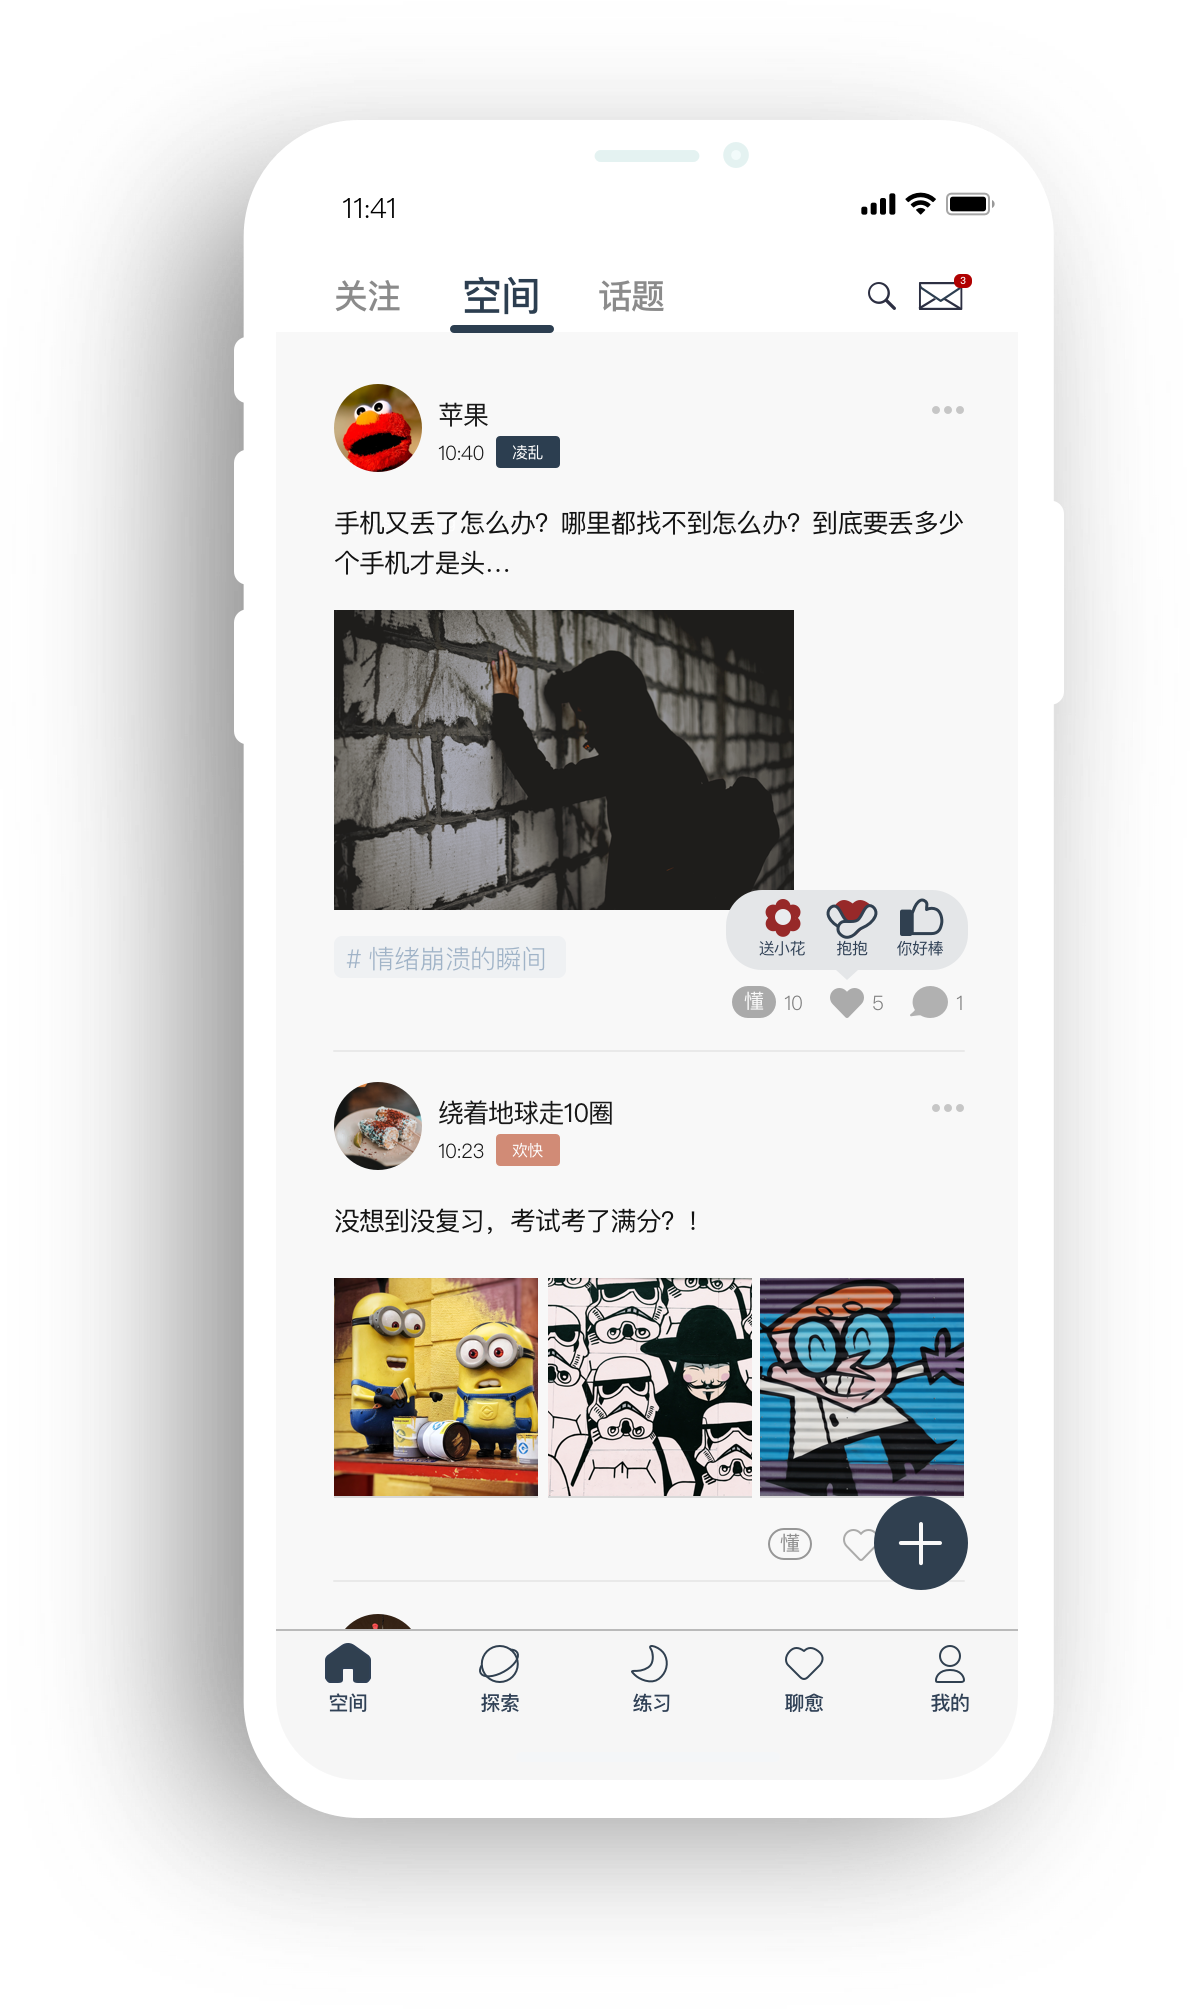 11:41
关注 空间 话题 3
苹果
10:40 凌乱
手机又丢了怎么办？哪里都找不到怎么办？到底要丢多少
个手机才是头...
送小花 抱抱 你好棒
# 情绪崩溃的瞬间
懂 10 5 1
绕着地球走10圈
10:23 欢快
没想到没复习，考试考了满分？！
懂
空间 探索 练习 聊愈 我的